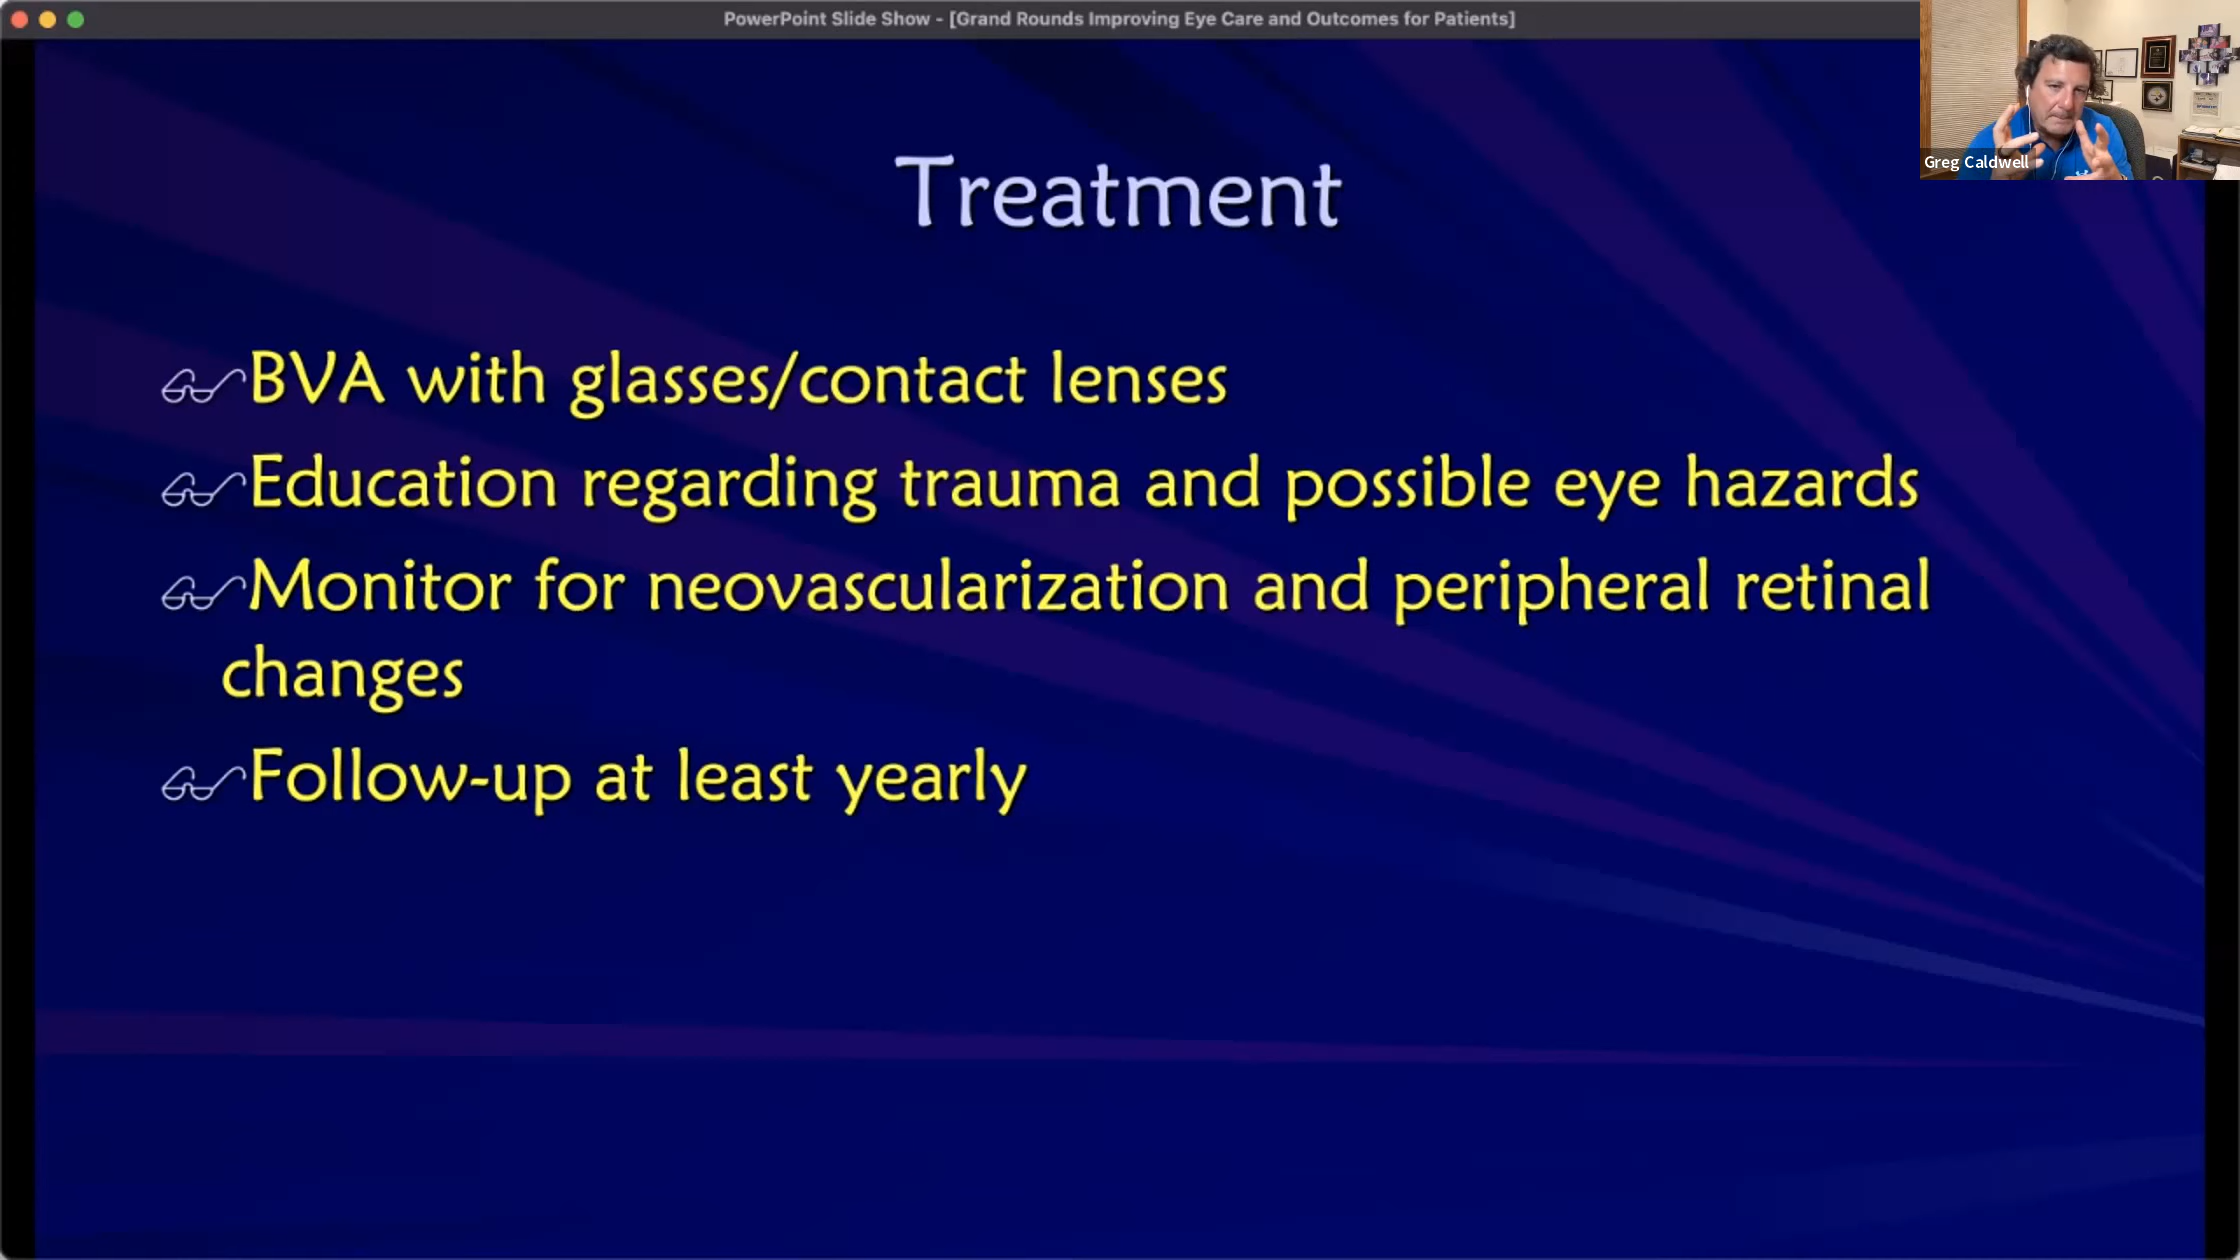 PowerPoint Slide Show - [Grand Rounds Improving Eye Care and Outcomes for Patients]
Greg Caldwell
Treatment
BVA with glasses/contact lenses
Education regarding trauma and possible eye hazards
Monitor for neovascularization and peripheral retinal
changes
Follow-up at least yearly